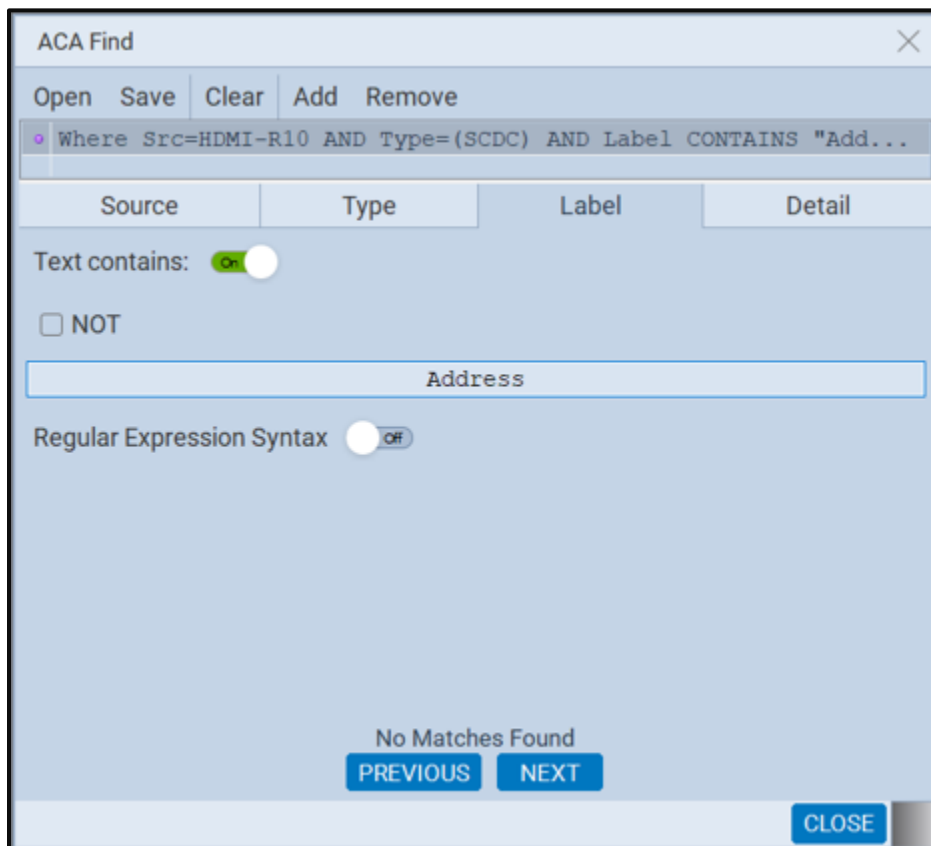 ACA Find
Open Save Clear Add Remove
Where Src=HDMI-R10 AND Type=(SCDC) AND Label CONTAINS "Add...
Source Type Label Detail
Text contains: On
NOT
Address
Regular Expression Syntax Off
No Matches Found
PREVIOUS NEXT
CLOSE